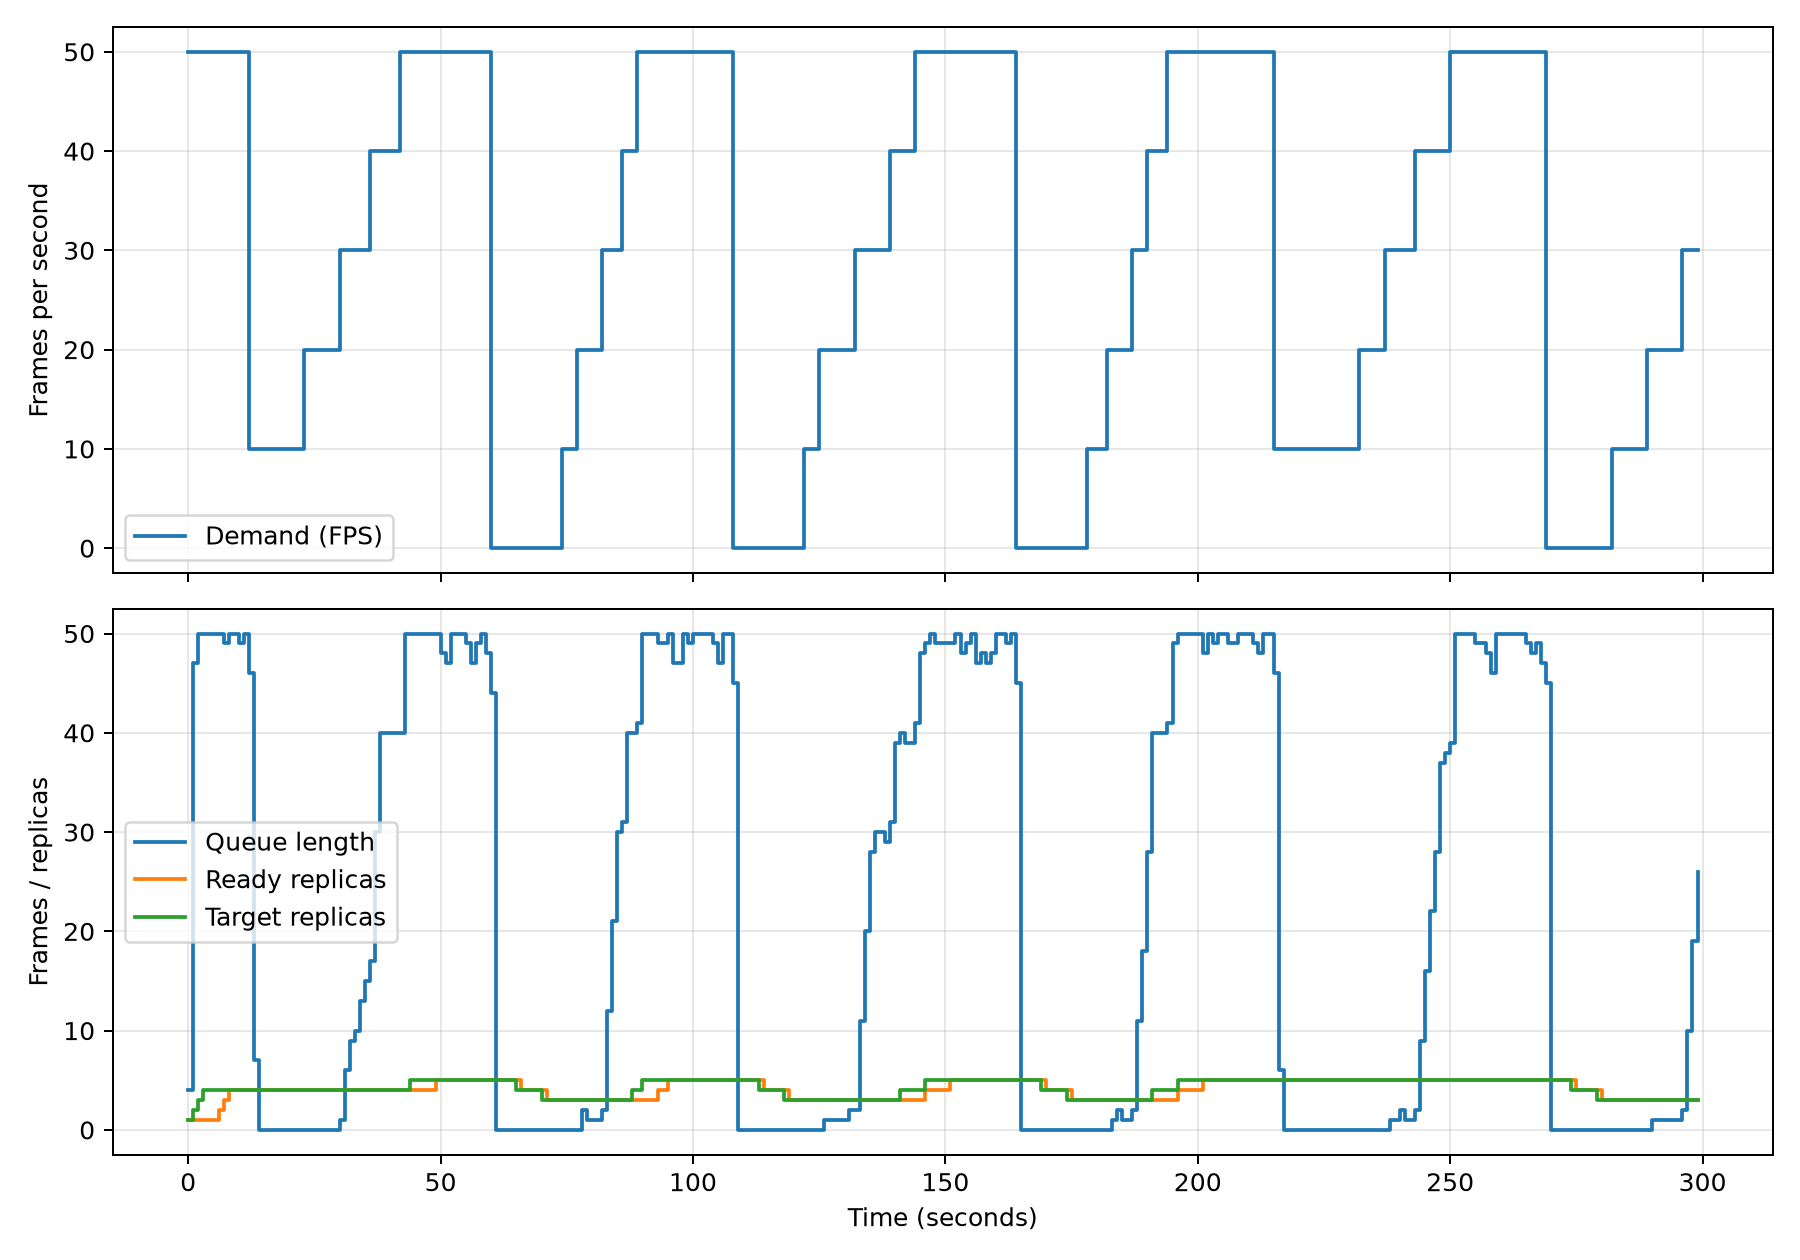 50
40
30
20
10
0
Frames per second
Demand (FPS)
50
40
30
20
10
0
Frames / replicas
Queue length
Ready replicas
Target replicas
0 50 100 150 200 250 300
Time (seconds)